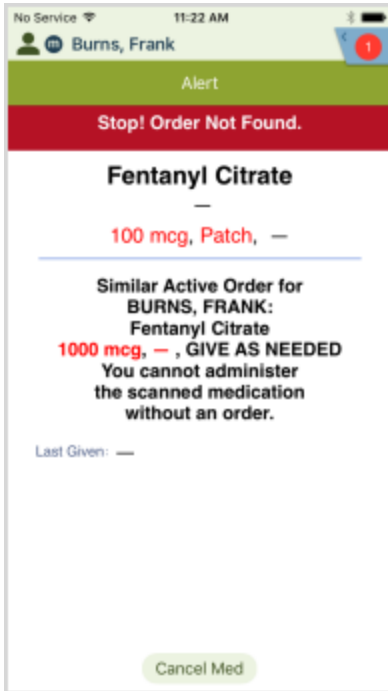 No Service 11:22 AM
m Burns, Frank 1
Alert
Stop! Order Not Found.
Fentanyl Citrate
—
100 mcg, Patch, —
Similar Active Order for
BURNS, FRANK:
Fentanyl Citrate
1000 mcg, — , GIVE AS NEEDED
You cannot administer
the scanned medication
without an order.
Last Given: —
Cancel Med